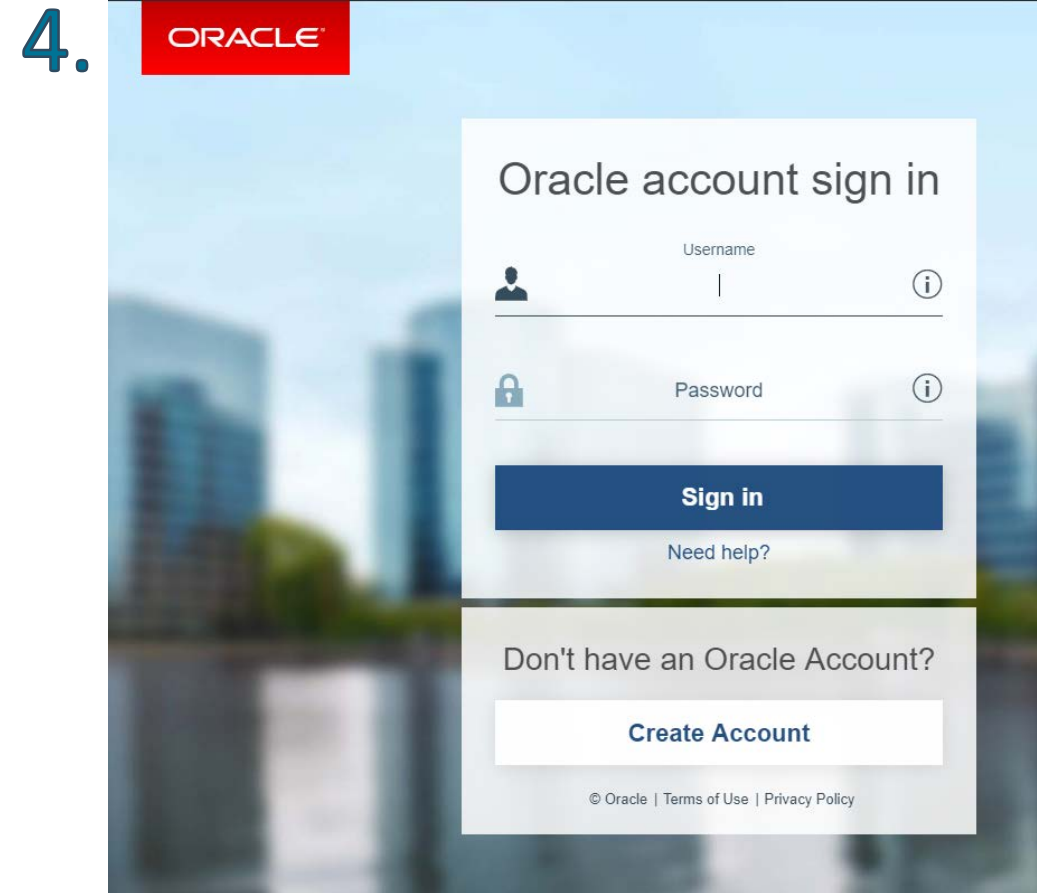 4.
ORACLE®
Oracle account sign in
Username
Password
Sign in
Need help?
Don't have an Oracle Account?
Create Account
© Oracle | Terms of Use | Privacy Policy